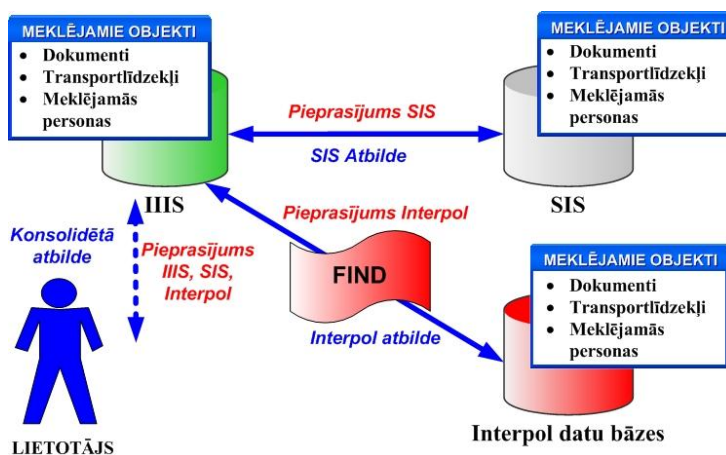 MEKLĒJAMIE OBJEKTI
• Dokumenti
• Transportlīdzekļi
• Meklējamās
personas
IIIS
MEKLĒJAMIE OBJEKTI
• Dokumenti
• Transportlīdzekļi
• Meklējamās
personas
SIS
Pieprasījums SIS
SIS Atbilde
Pieprasījums Interpol
FIND
Interpol atbilde
Konsolidētā
atbilde
Pieprasījums
IIIS, SIS,
Interpol
LIETOTĀJS
MEKLĒJAMIE OBJEKTI
• Dokumenti
• Transportlīdzekļi
• Meklējamās
personas
Interpol datu bāzes